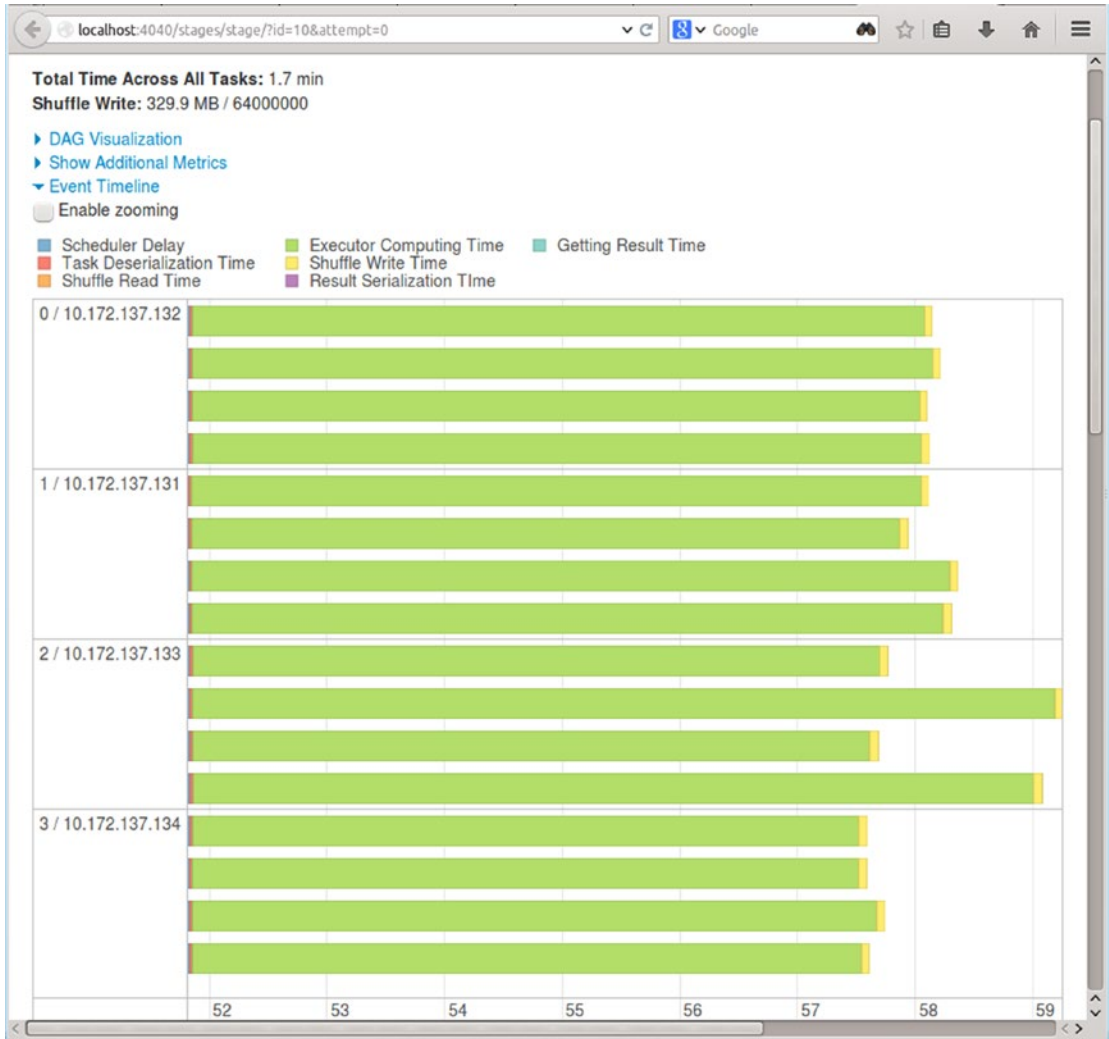 localhost:4040/stages/stage/?id=10&attempt=0
Google
Total Time Across All Tasks: 1.7 min
Shuffle Write: 329.9 MB / 64000000
DAG Visualization
Show Additional Metrics
Event Timeline
Enable zooming
Scheduler Delay Executor Computing Time Getting Result Time
Task Deserialization Time Shuffle Write Time
Shuffle Read Time Result Serialization TIme
0 / 10.172.137.132
1 / 10.172.137.131
2 / 10.172.137.133
3 / 10.172.137.134
52 53 54 55 56 57 58 59